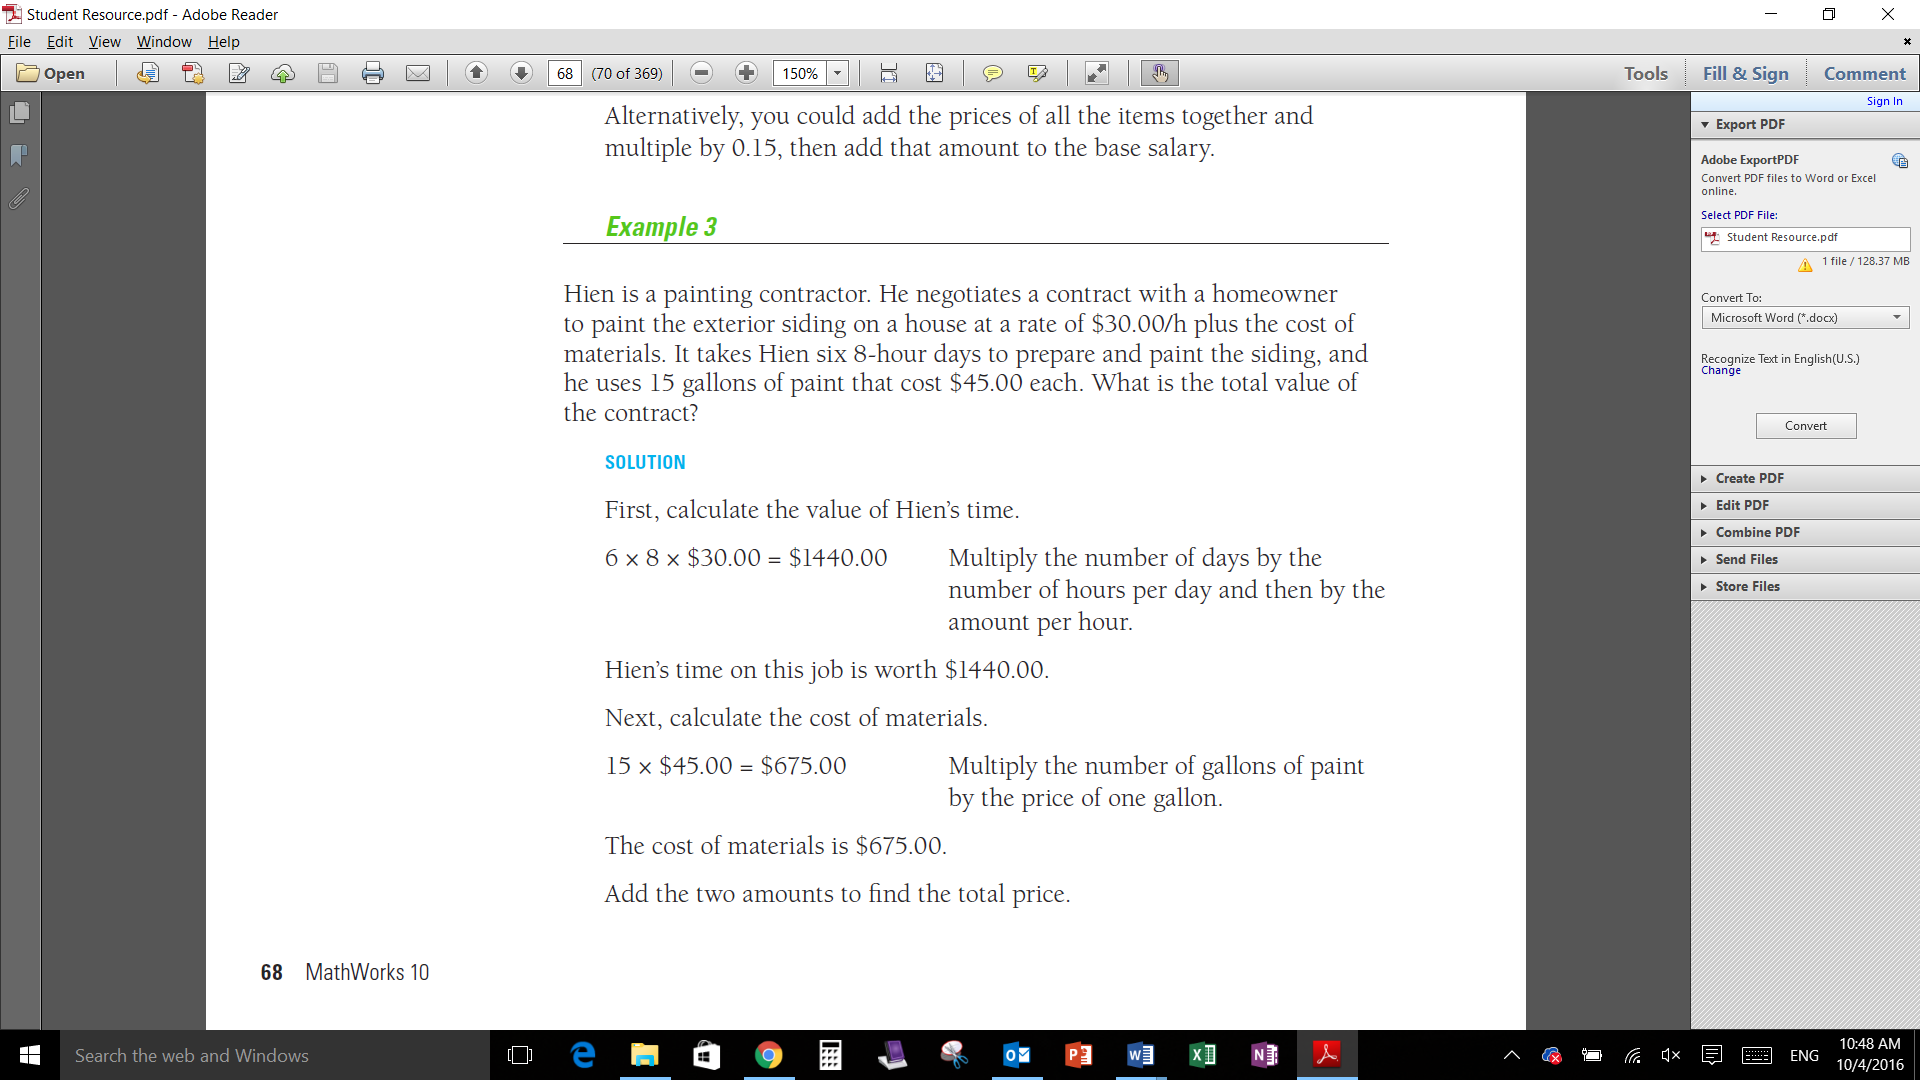 Student Resource.pdf - Adobe Reader
File Edit View Window Help
Open 68 (70 of 369) 150% Tools Fill & Sign Comment
Sign In
Alternatively, you could add the prices of all the items together and
multiple by 0.15, then add that amount to the base salary.
Example 3
Hien is a painting contractor. He negotiates a contract with a homeowner
to paint the exterior siding on a house at a rate of $30.00/h plus the cost of
materials. It takes Hien six 8-hour days to prepare and paint the siding, and
he uses 15 gallons of paint that cost $45.00 each. What is the total value of
the contract?
SOLUTION
First, calculate the value of Hien’s time.
6 × 8 × $30.00 = $1440.00 Multiply the number of days by the
number of hours per day and then by the
amount per hour.
Hien’s time on this job is worth $1440.00.
Next, calculate the cost of materials.
15 × $45.00 = $675.00 Multiply the number of gallons of paint
by the price of one gallon.
The cost of materials is $675.00.
Add the two amounts to find the total price.
68 MathWorks 10
Export PDF
Adobe ExportPDF
Convert PDF files to Word or Excel
online.
Select PDF File:
Student Resource.pdf
1 file / 128.37 MB
Convert To:
Microsoft Word (*.docx)
Recognize Text in English(U.S.)
Change
Convert
Create PDF
Edit PDF
Combine PDF
Send Files
Store Files
Search the web and Windows
ENG
10:48 AM
10/4/2016